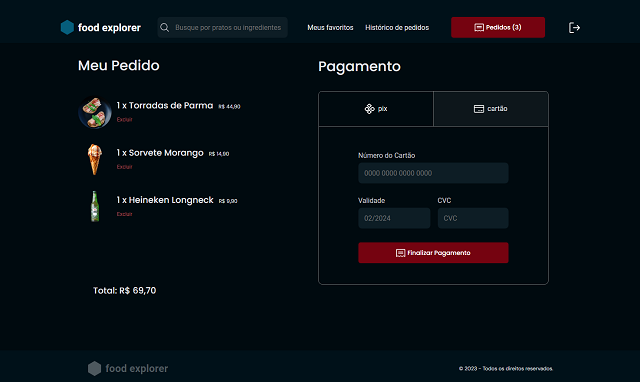 food explorer
Busque por pratos ou ingredientes
Meus favoritos
Histórico de pedidos
Pedidos (3)
Meu Pedido
1 x Torradas de Parma R$ 44,90
Excluir
1 x Sorvete Morango R$ 14,90
Excluir
1 x Heineken Longneck R$ 9,90
Excluir
Total: R$ 69,70
Pagamento
pix
cartão
Número do Cartão
0000 0000 0000 0000
Validade
CVC
02/2024
CVC
Finalizar Pagamento
food explorer
© 2023 - Todos os direitos reservados.